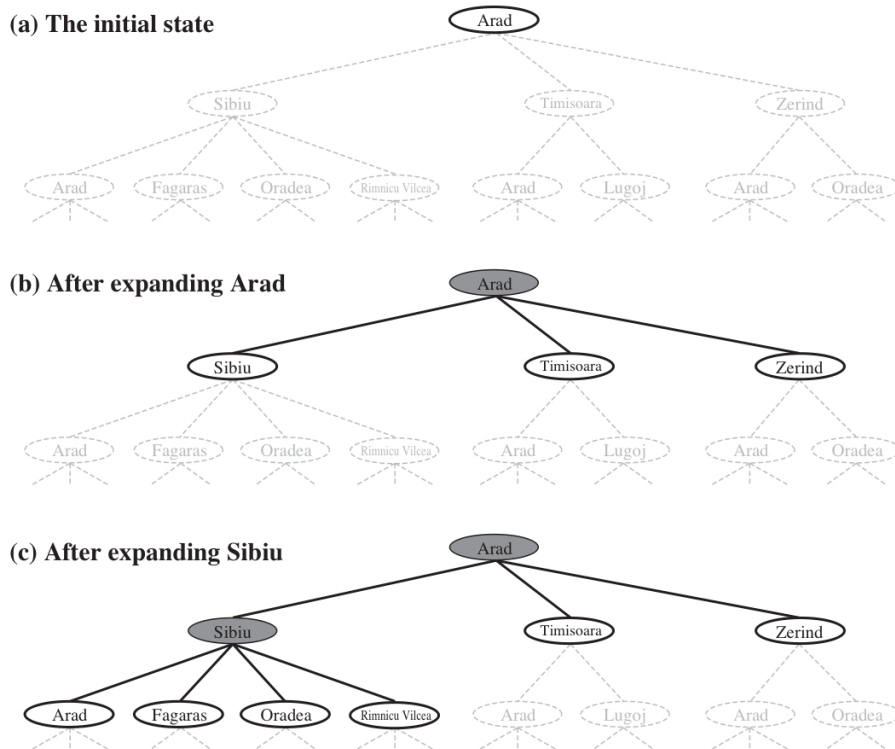 (a) The initial state
Arad
Sibiu Timisoara Zerind
Arad Fagaras Oradea Rimnicu Vilcea Arad Lugoj Arad Oradea
(b) After expanding Arad
Arad
Sibiu Timisoara Zerind
Arad Fagaras Oradea Rimnicu Vilcea Arad Lugoj Arad Oradea
(c) After expanding Sibiu
Arad
Sibiu Timisoara Zerind
Arad Fagaras Oradea Rimnicu Vilcea Arad Lugoj Arad Oradea